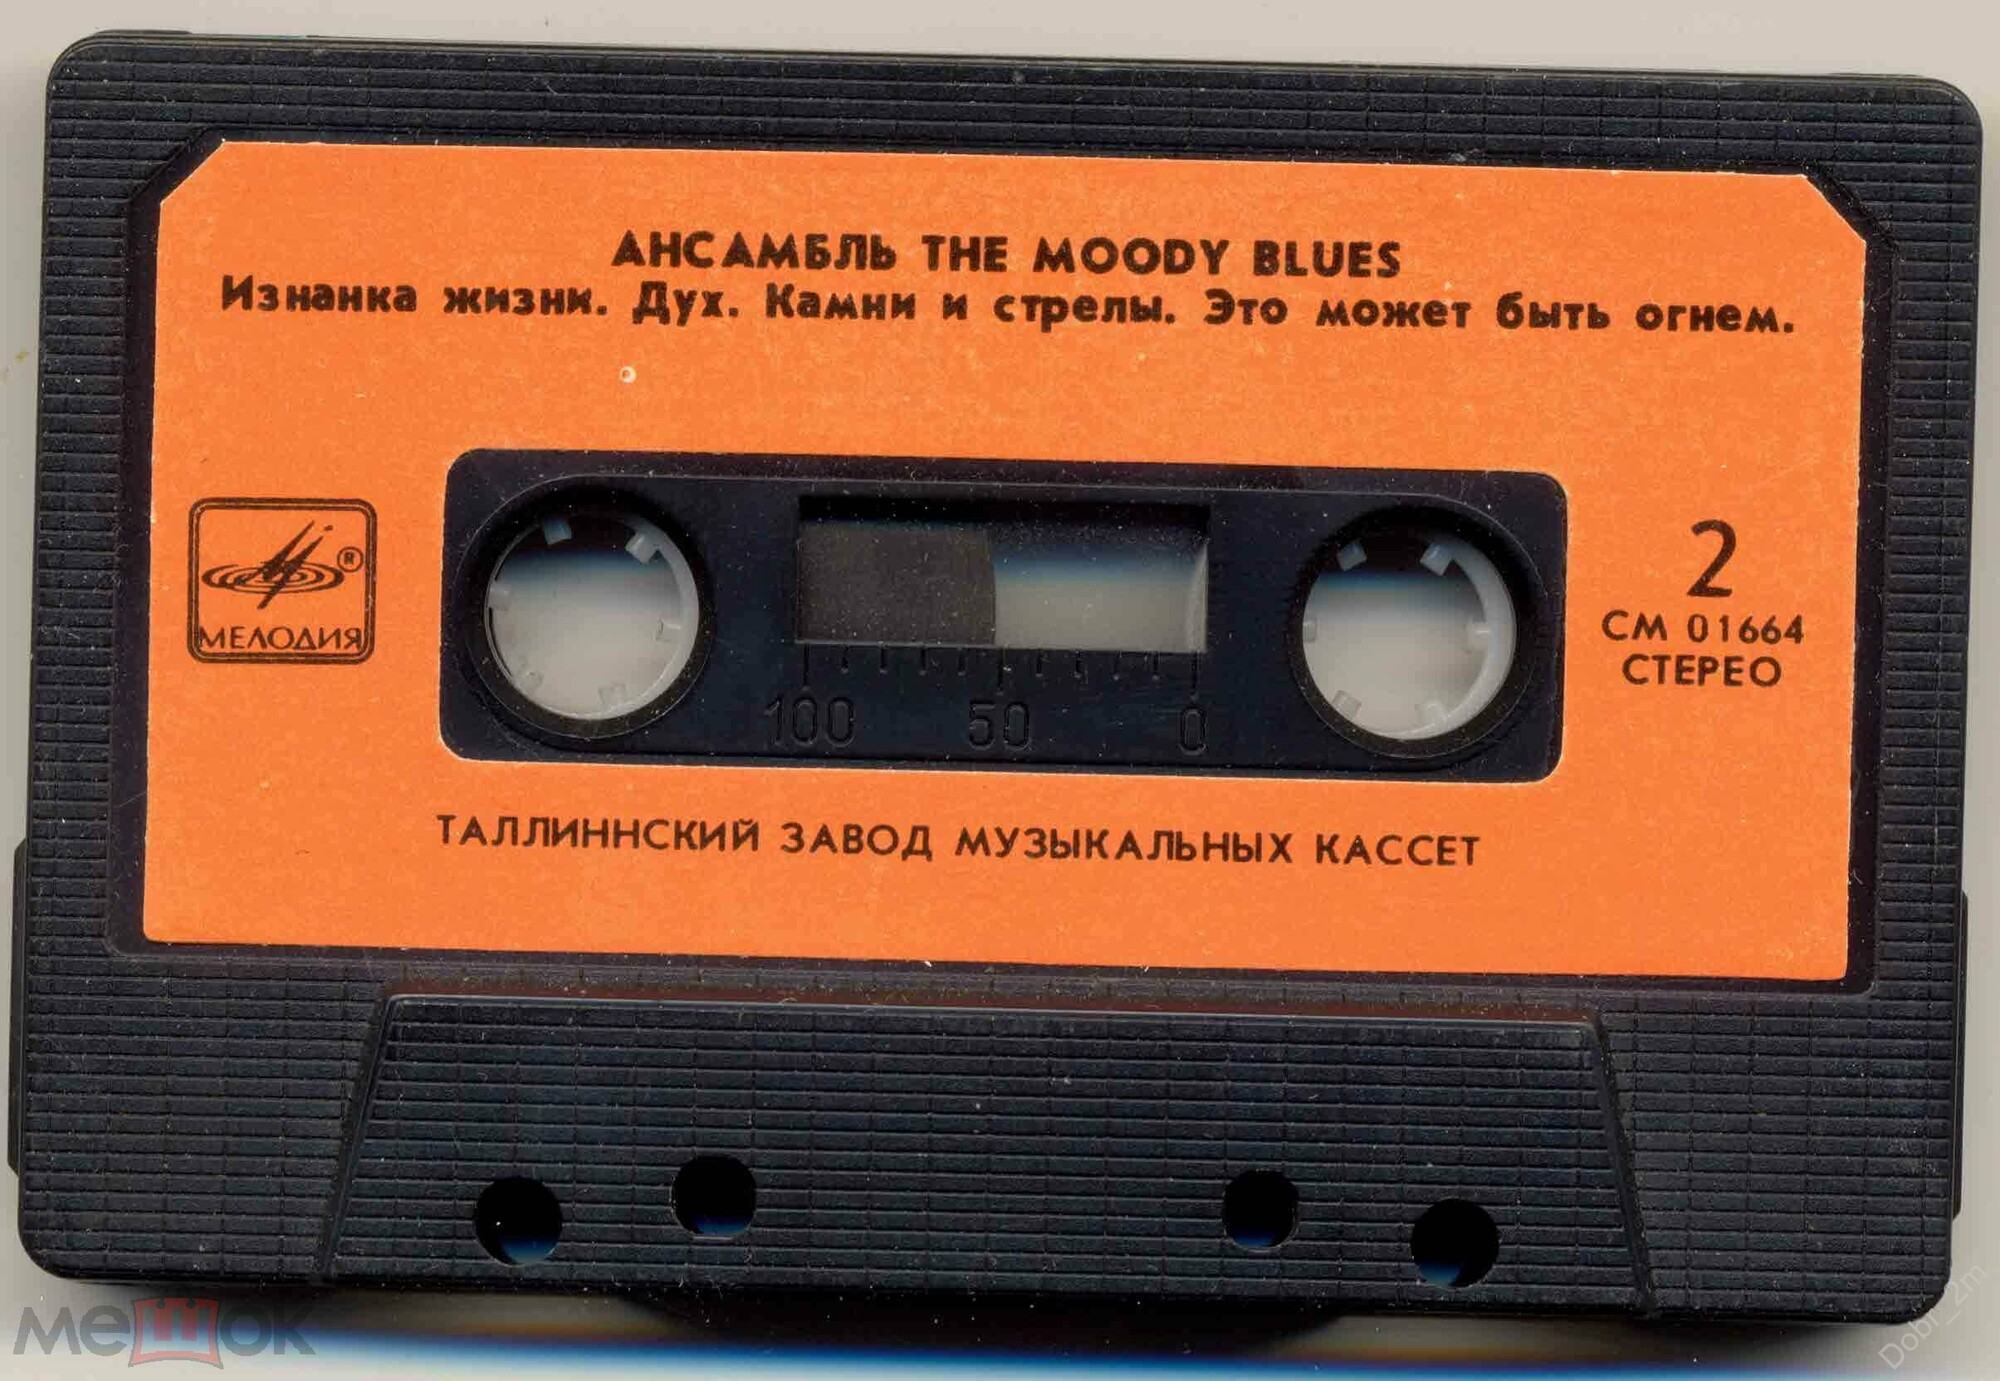 АНСАМБЛЬ THE MOODY BLUES
Изнанка жизни. Дух. Камни и стрелы. Это может быть огнем.
®
МЕЛОДИЯ
2
СМ 01664
СТЕРЕО
100 50 0
ТАЛЛИННСКИЙ ЗАВОД МУЗЫКАЛЬНЫХ КАССЕТ
мешок
Dobr_2m